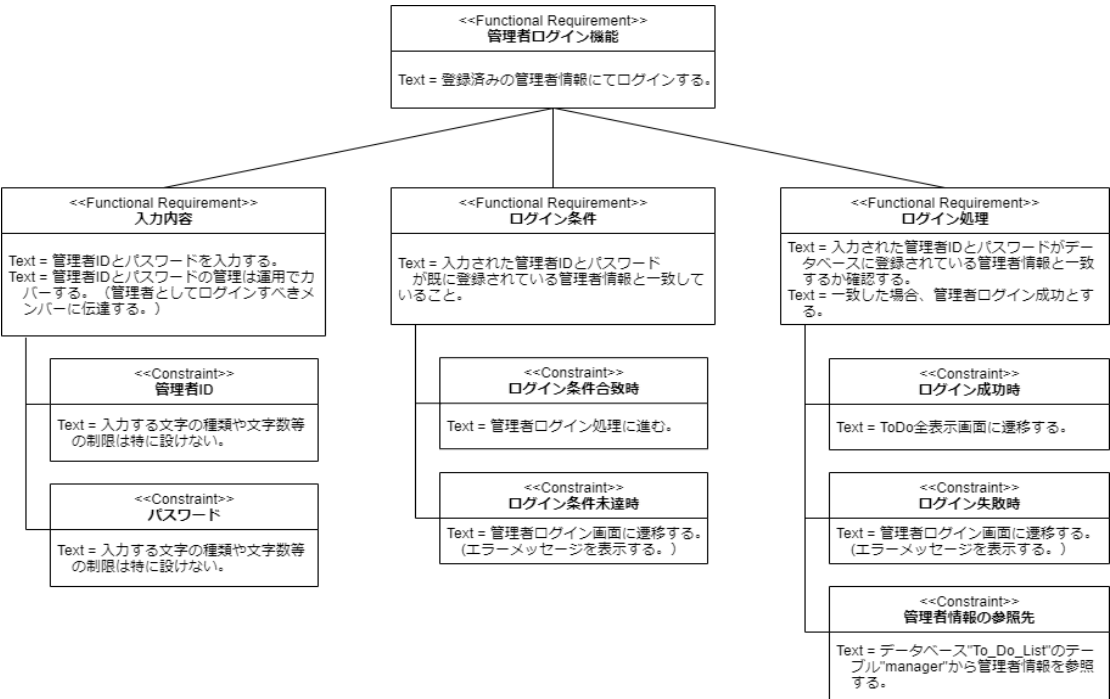 <<Functional Requirement>>
管理者ログイン機能
Text = 登録済みの管理者情報にてログインする。
<<Functional Requirement>>
入力内容
Text = 管理者IDとパスワードを入力する。
Text = 管理者IDとパスワードの管理は運用でカ
バーする。（管理者としてログインすべきメ
ンバーに伝達する。）
<<Constraint>>
管理者ID
Text = 入力する文字の種類や文字数等
の制限は特に設けない。
<<Constraint>>
パスワード
Text = 入力する文字の種類や文字数等
の制限は特に設けない。
<<Functional Requirement>>
ログイン条件
Text = 入力された管理者IDとパスワード
が既に登録されている管理者情報と一致して
いること。
<<Constraint>>
ログイン条件合致時
Text = 管理者ログイン処理に進む。
<<Constraint>>
ログイン条件未達時
Text = 管理者ログイン画面に遷移する。
（エラーメッセージを表示する。）
<<Functional Requirement>>
ログイン処理
Text = 入力された管理者IDとパスワードがデー
タベースに登録されている管理者情報と一致
するか確認する。
Text = 一致した場合、管理者ログイン成功とす
る。
<<Constraint>>
ログイン成功時
Text = ToDo全表示画面に遷移する。
<<Constraint>>
ログイン失敗時
Text = 管理者ログイン画面に遷移する。
（エラーメッセージを表示する。）
<<Constraint>>
管理者情報の参照先
Text = データベース"To_Do_List"のテー
ブル"manager"から管理者情報を参照
する。